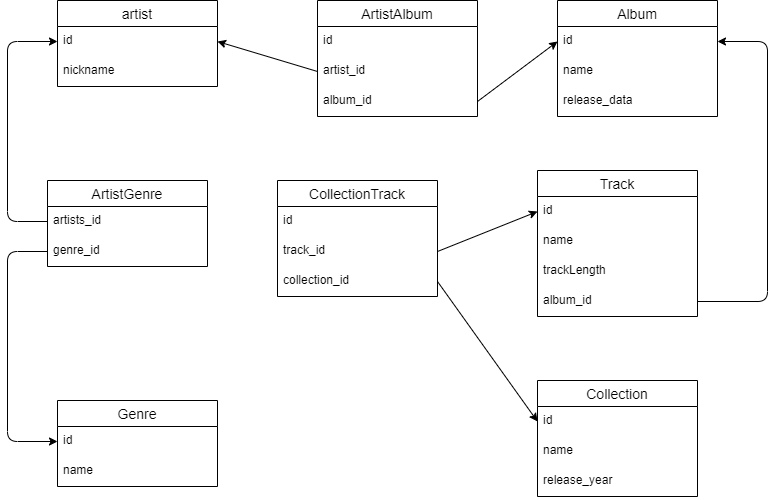 artist
id
nickname
ArtistAlbum
id
artist_id
album_id
Album
id
name
release_data
ArtistGenre
artists_id
genre_id
CollectionTrack
id
track_id
collection_id
Track
id
name
trackLength
album_id
Genre
id
name
Collection
id
name
release_year